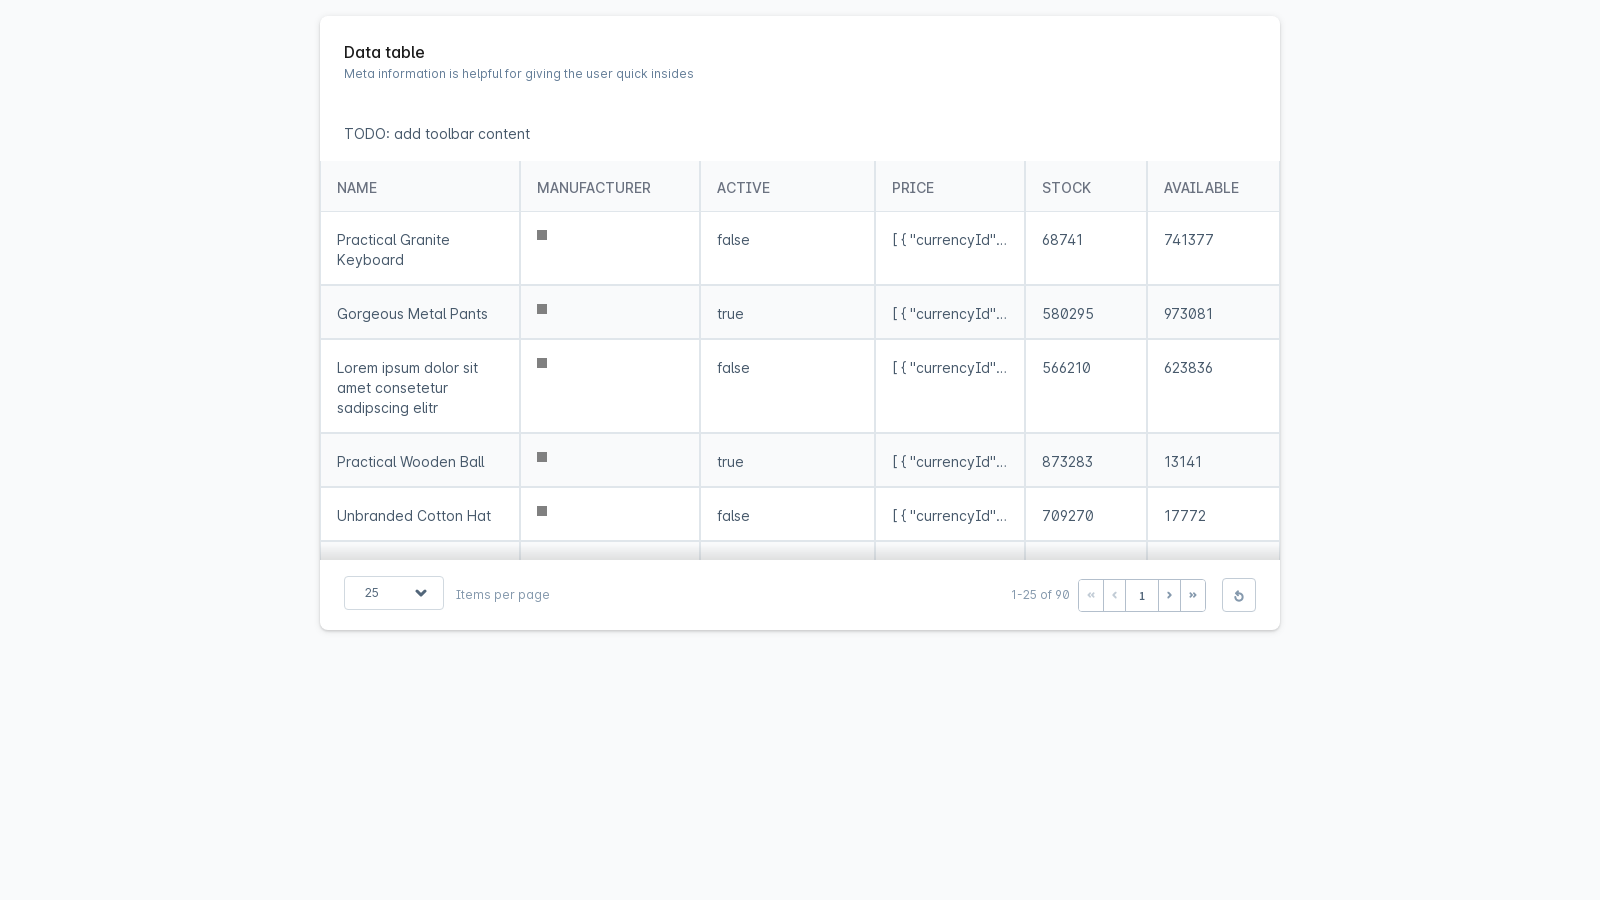 Data table
Meta information is helpful for giving the user quick insides
TODO: add toolbar content
NAME MANUFACTURER ACTIVE PRICE STOCK AVAILABLE
Practical Granite false [ { "currencyId"... 68741 741377
Keyboard
Gorgeous Metal Pants true [ { "currencyId"... 580295 973081
Lorem ipsum dolor sit false [ { "currencyId"... 566210 623836
amet consetetur
sadipscing elitr
Practical Wooden Ball true [ { "currencyId"... 873283 13141
Unbranded Cotton Hat false [ { "currencyId"... 709270 17772
25 Items per page 1-25 of 90 « ‹ 1 › »